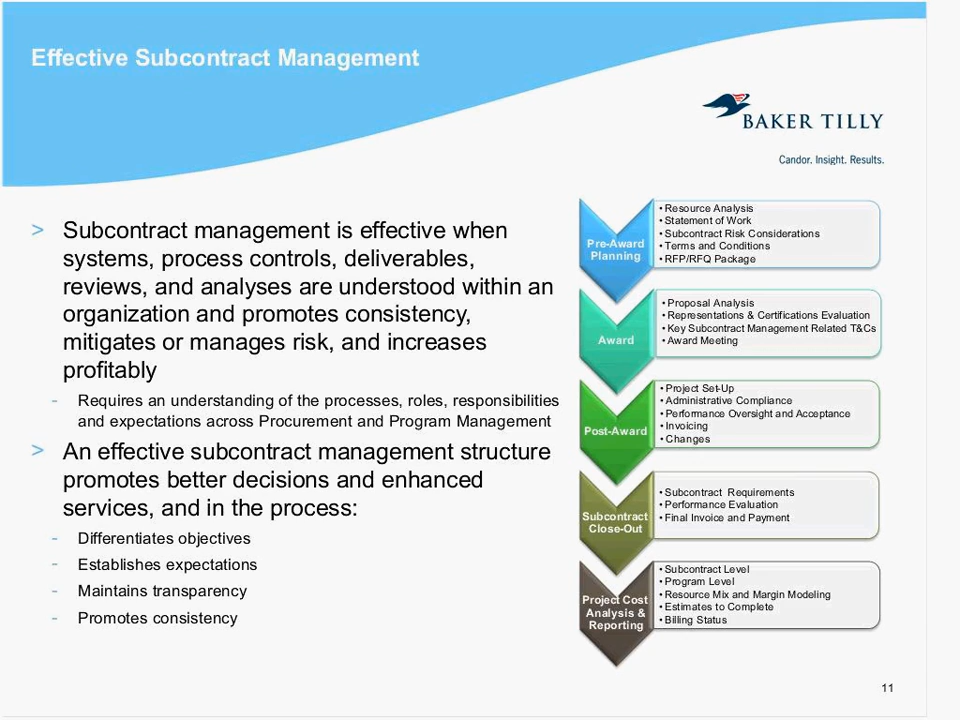 Effective Subcontract Management
BAKER TILLY
Candor. Insight. Results.
> Subcontract management is effective when
systems, process controls, deliverables,
reviews, and analyses are understood within an
organization and promotes consistency,
mitigates or manages risk, and increases
profitably
- Requires an understanding of the processes, roles, responsibilities
and expectations across Procurement and Program Management
> An effective subcontract management structure
promotes better decisions and enhanced
services, and in the process:
- Differentiates objectives
- Establishes expectations
- Maintains transparency
- Promotes consistency
Pre-Award
Planning
• Resource Analysis
• Statement of Work
• Subcontract Risk Considerations
• Terms and Conditions
• RFP/RFQ Package
Award
• Proposal Analysis
• Representations & Certifications Evaluation
• Key Subcontract Management Related T&Cs
• Award Meeting
Post-Award
• Project Set-Up
• Administrative Compliance
• Performance Oversight and Acceptance
• Invoicing
• Changes
Subcontract
Close-Out
• Subcontract Requirements
• Performance Evaluation
• Final Invoice and Payment
Project Cost
Analysis &
Reporting
• Subcontract Level
• Program Level
• Resource Mix and Margin Modeling
• Estimates to Complete
• Billing Status
11